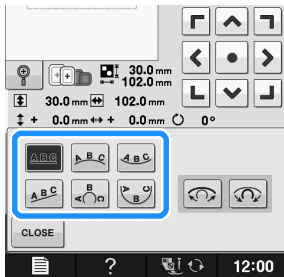 30.0 mm
102.0 mm
30.0 mm 102.0 mm
+ 0.0 mm + 0.0 mm 0°
ABC ABC ABC
ABC ABC ABC
CLOSE
? 12:00